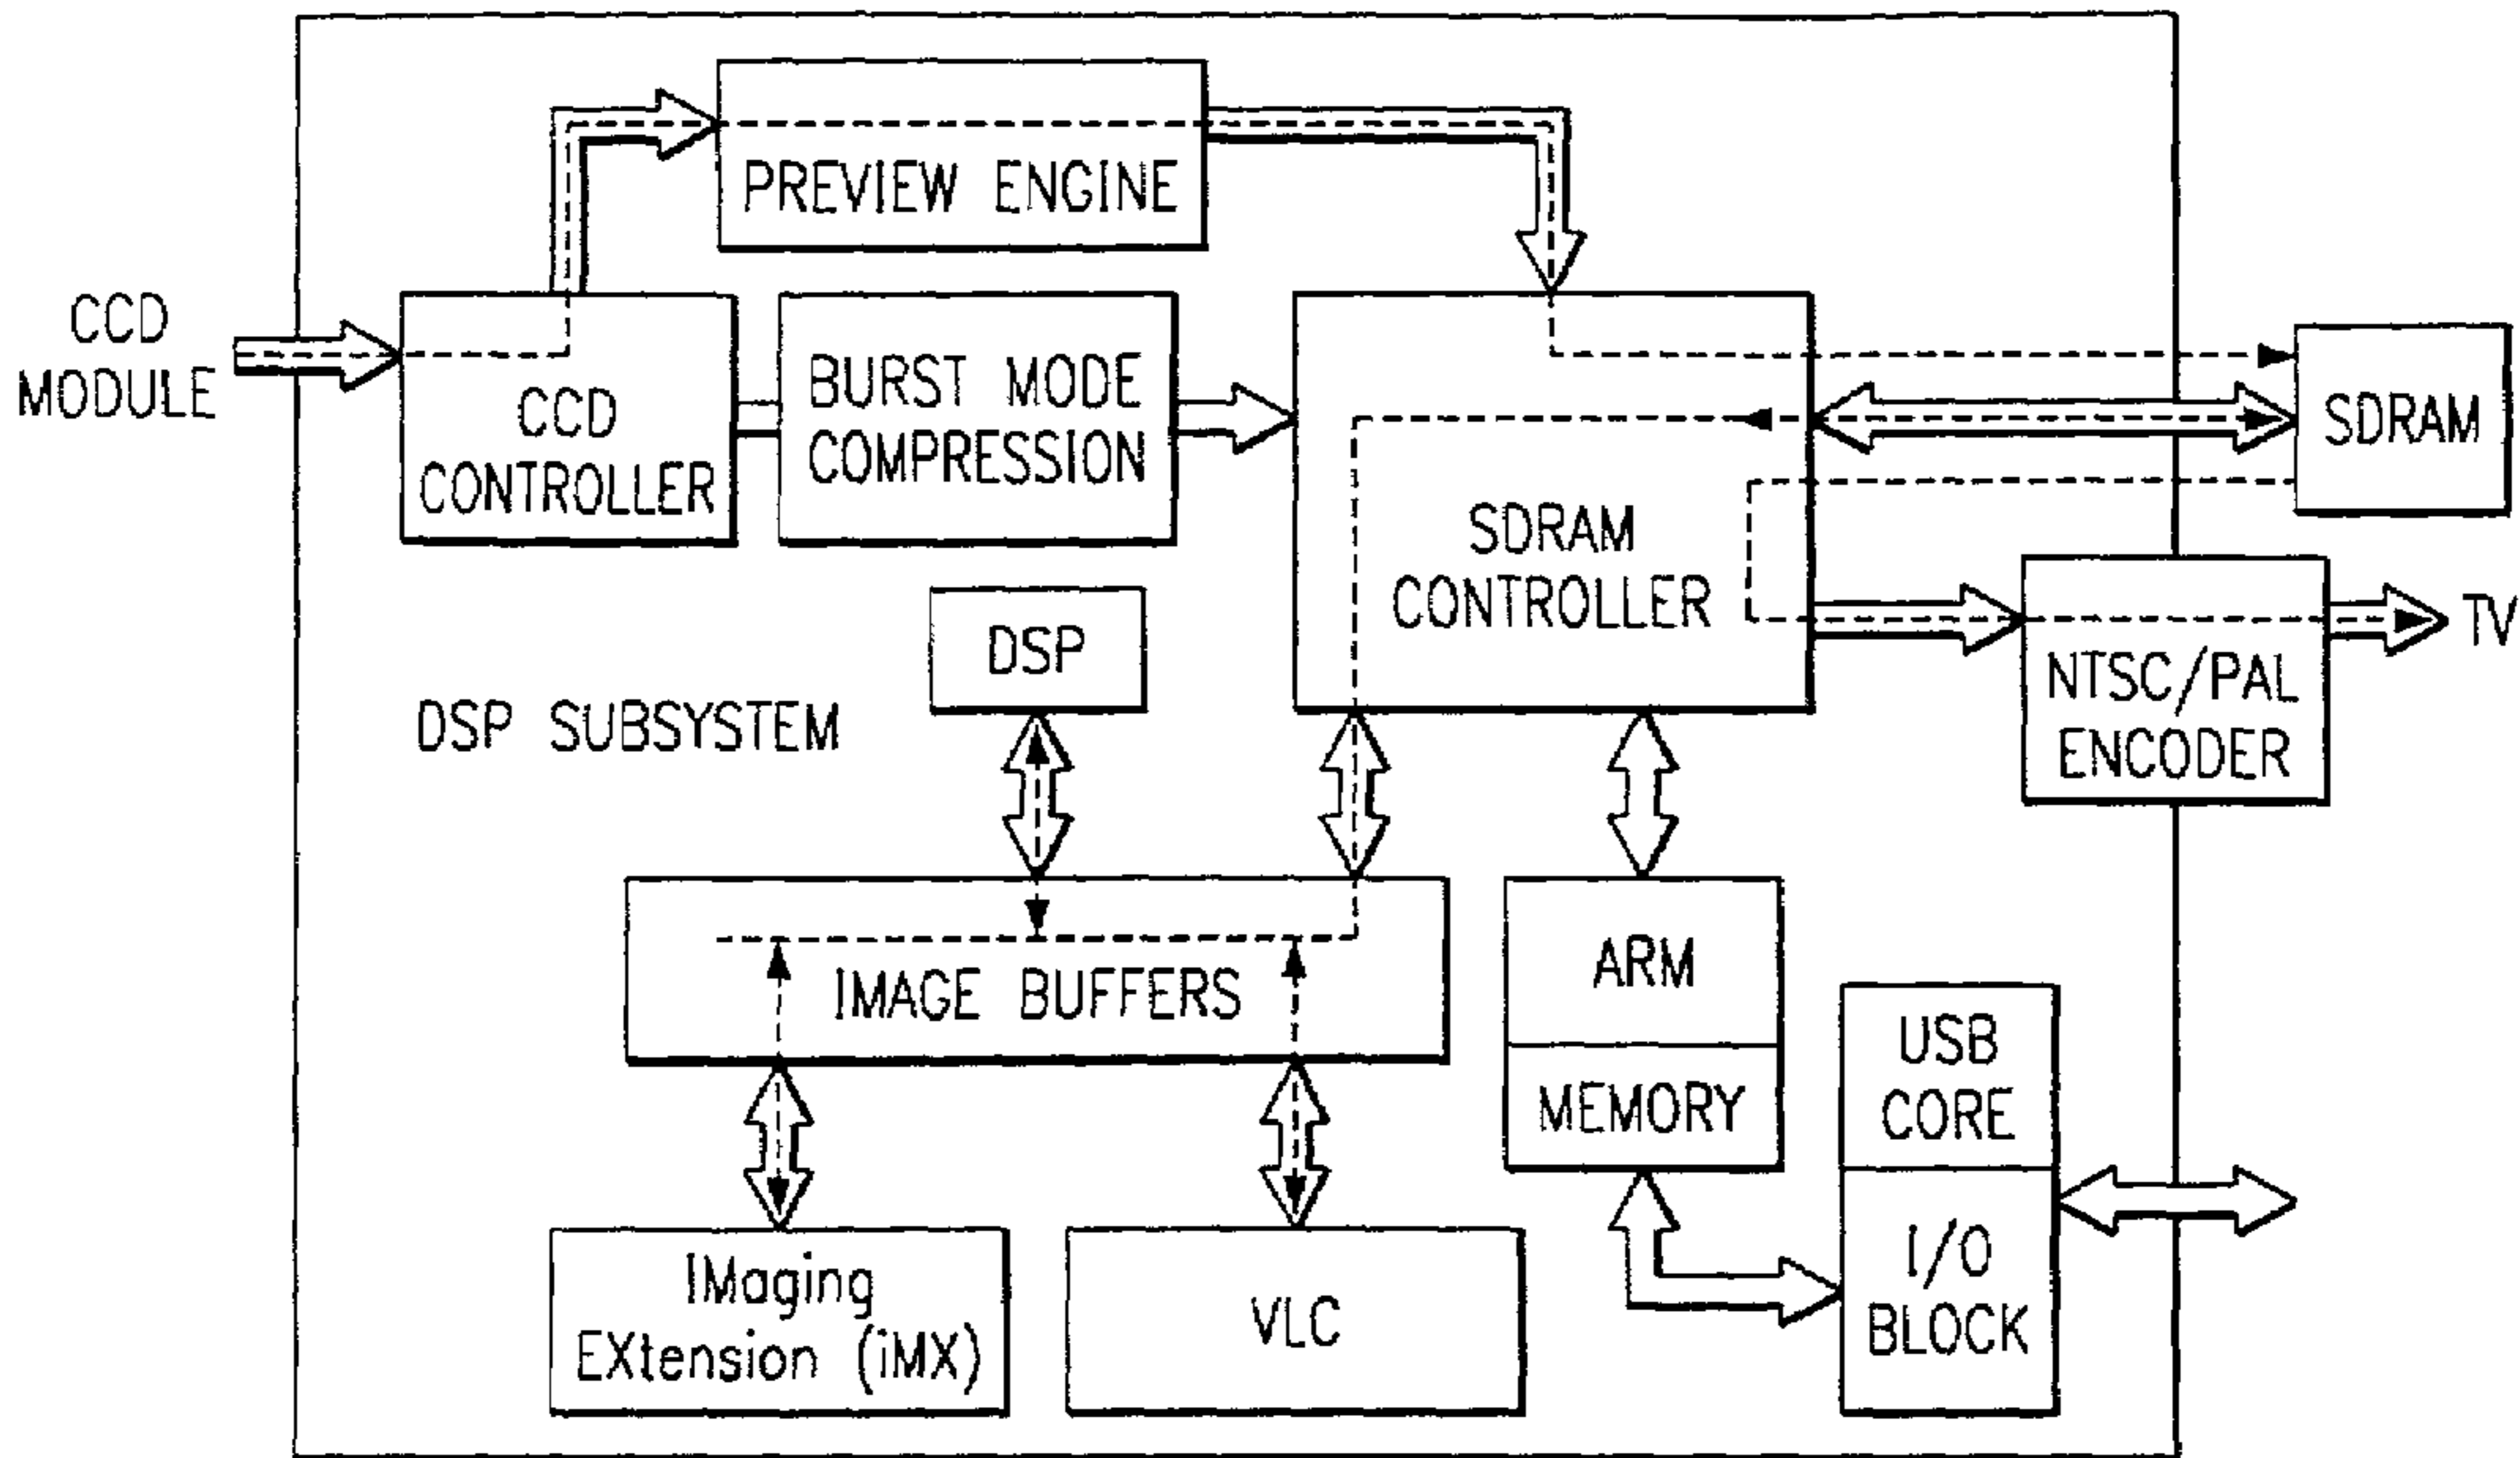 PREVIEW ENGINE
CCD
MODULE
CCD
CONTROLLER
BURST MODE
COMPRESSION
SDRAM
CONTROLLER
SDRAM
NTSC/PAL
ENCODER
TV
DSP
DSP SUBSYSTEM
IMAGE BUFFERS
ARM
MEMORY
USB
CORE
I/O
BLOCK
IMaging
EXtension (iMX)
VLC